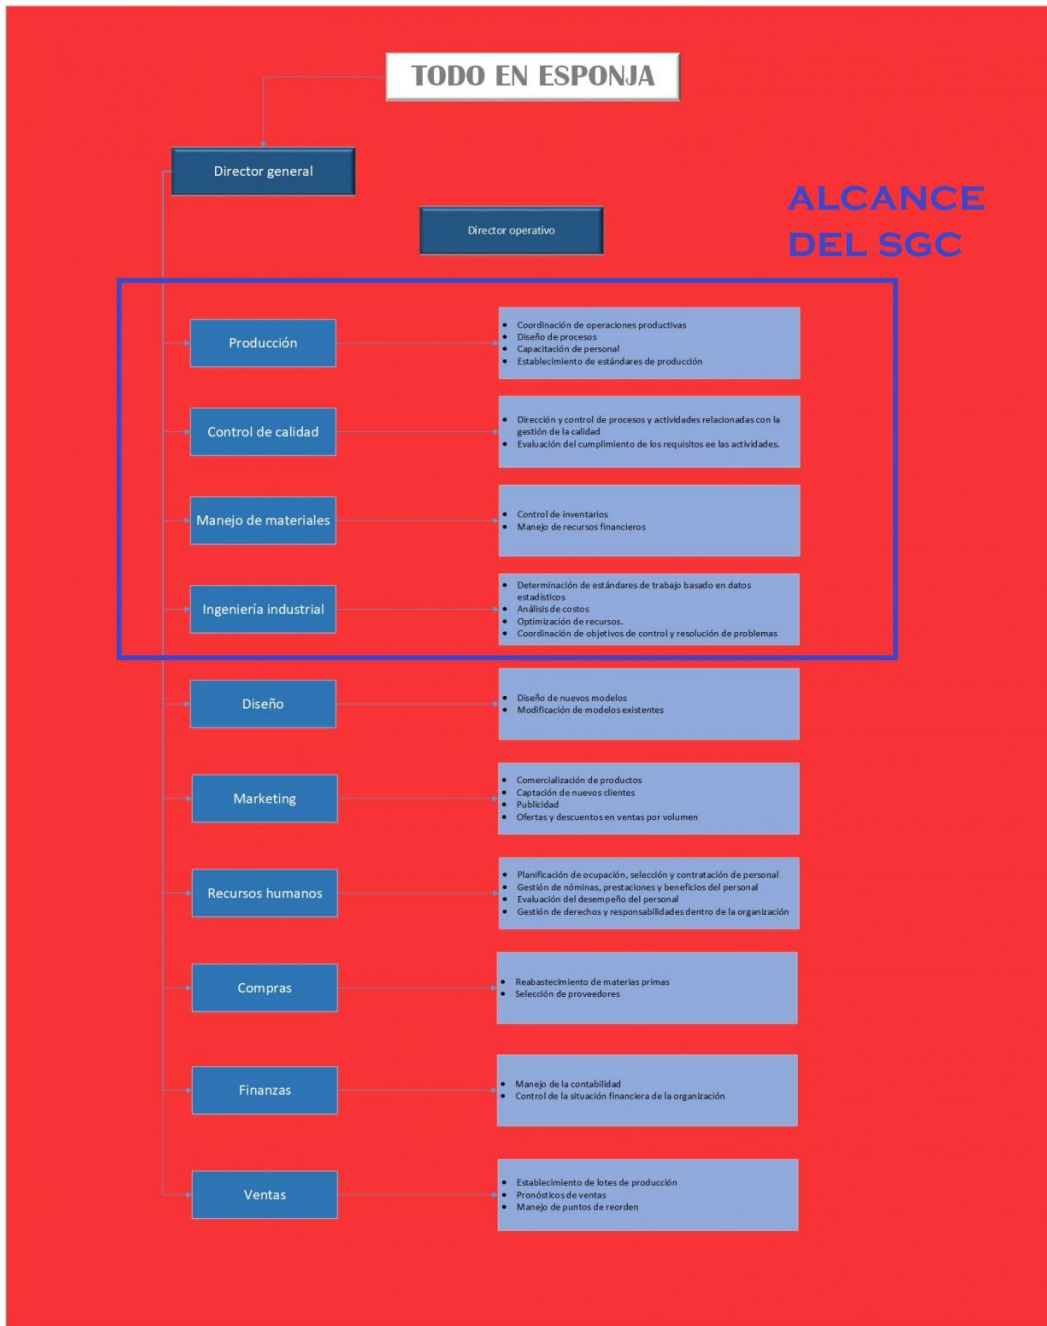 TODO EN ESPONJA
Director general
ALCANCE
DEL SGC
Director operativo
Producción
• Coordinación de operaciones productivas
• Diseño de procesos
• Capacitación de personal
• Establecimiento de estándares de producción
Control de calidad
• Dirección y control de procesos y actividades relacionadas con la
gestión de la calidad
• Evaluación del cumplimiento de los requisitos ee las actividades.
Manejo de materiales
• Control de inventarios
• Manejo de recursos financieros
Ingeniería industrial
• Determinación de estándares de trabajo basado en datos
estadísticos
• Análisis de costos
• Optimización de recursos.
• Coordinación de objetivos de control y resolución de problemas
Diseño
• Diseño de nuevos modelos
• Modificación de modelos existentes
Marketing
• Comercialización de productos
• Captación de nuevos clientes
• Publicidad
• Ofertas y descuentos en ventas por volumen
Recursos humanos
• Planificación de ocupación, selección y contratación de personal
• Gestión de nóminas, prestaciones y beneficios del personal
• Evaluación del desempeño del personal
• Gestión de derechos y responsabilidades dentro de la organización
Compras
• Reabastecimiento de materias primas
• Selección de proveedores
Finanzas
• Manejo de la contabilidad
• Control de la situación financiera de la organización
Ventas
• Establecimiento de lotes de producción
• Pronósticos de ventas
• Manejo de puntos de reorden